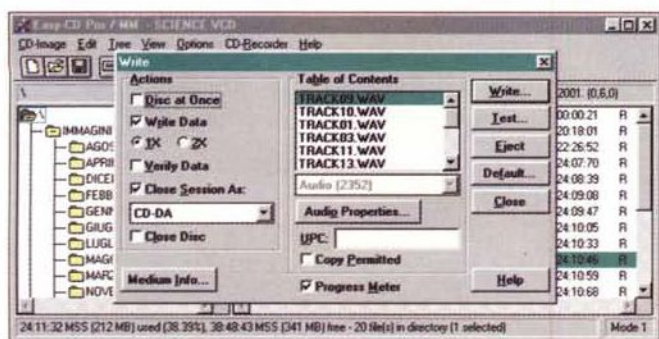 Easy-CD Pro / MM - SCIENCE VCD
CD-Image Edit Tree View Options CD-Recorder Help
Write
Actions
Disc at Once
Write Data
1X 2X
Verify Data
Close Session As:
CD-DA
Close Disc
Medium Info...
Table of Contents
TRACK09.WAV
TRACK10.WAV
TRACK01.WAV
TRACK03.WAV
TRACK11.WAV
TRACK13.WAV
Audio (2352)
Audio Properties...
UPC:
Copy Permitted
Progress Meter
Write...
Test...
Eject
Default...
Close
Help
\
\
IMMAGINI
AGOS
APRI
DICE
FEBB
GENN
GIUG
LUGL
MAG
MARZ
NOVE
2001. (0,6,0)
00:00:21 R
20:18:01 R
22:26:52 R
24:07:70 R
24:08:39 R
24:09:08 R
24:09:47 R
24:10:05 R
24:10:33 R
24:10:46 R
24:10:59 R
24:10:68 R
24:11:32 MSS (212 MB) used (38.39%), 38:48:43 MSS (341 MB) free - 20 file(s) in directory (1 selected)
Mode 1